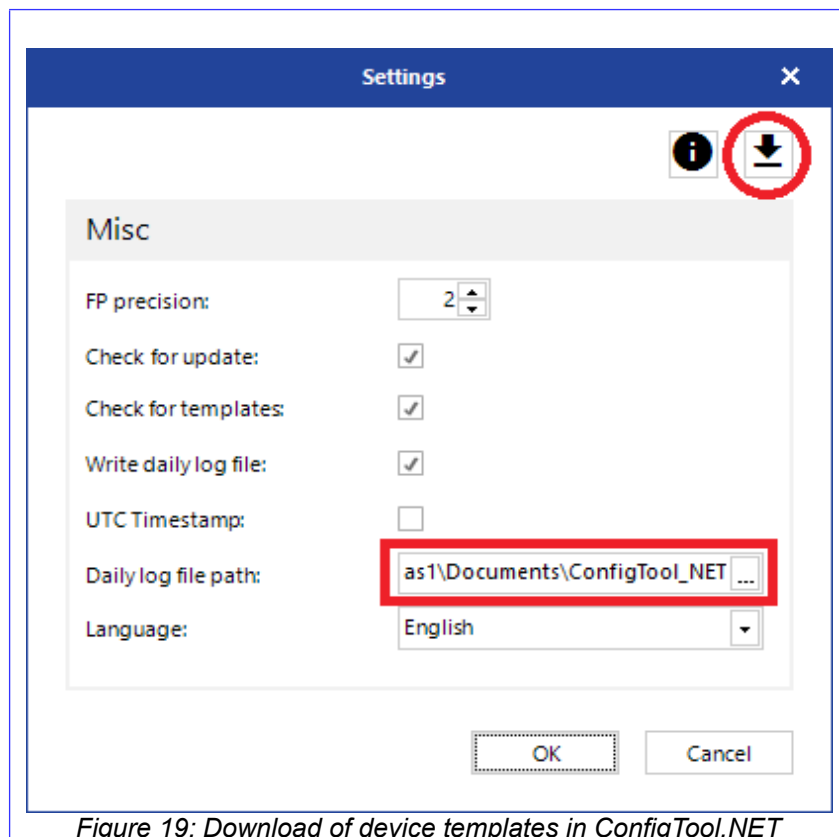 Settings
Misc
FP precision: 2
Check for update:
Check for templates:
Write daily log file:
UTC Timestamp:
Daily log file path: as1\Documents\ConfigTool_NET ...
Language: English
OK Cancel
Figure 19: Download of device templates in ConfigTool.NET